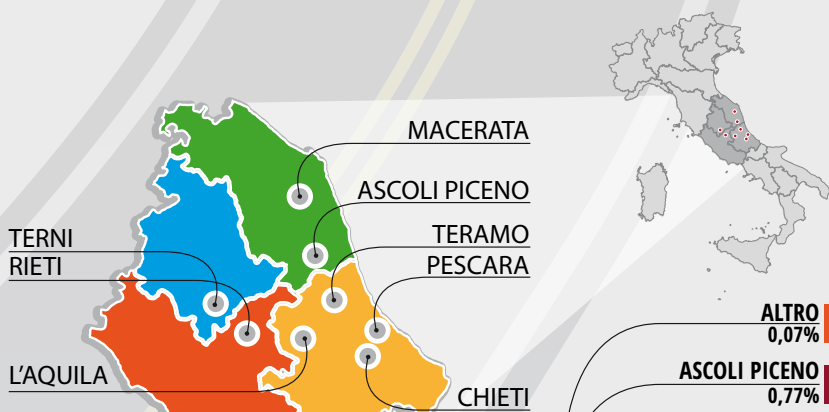 MACERATA
ASCOLI PICENO
TERAMO
PESCARA
TERNI
RIETI
L'AQUILA
CHIETI
ALTRO
0,07%
ASCOLI PICENO
0,77%